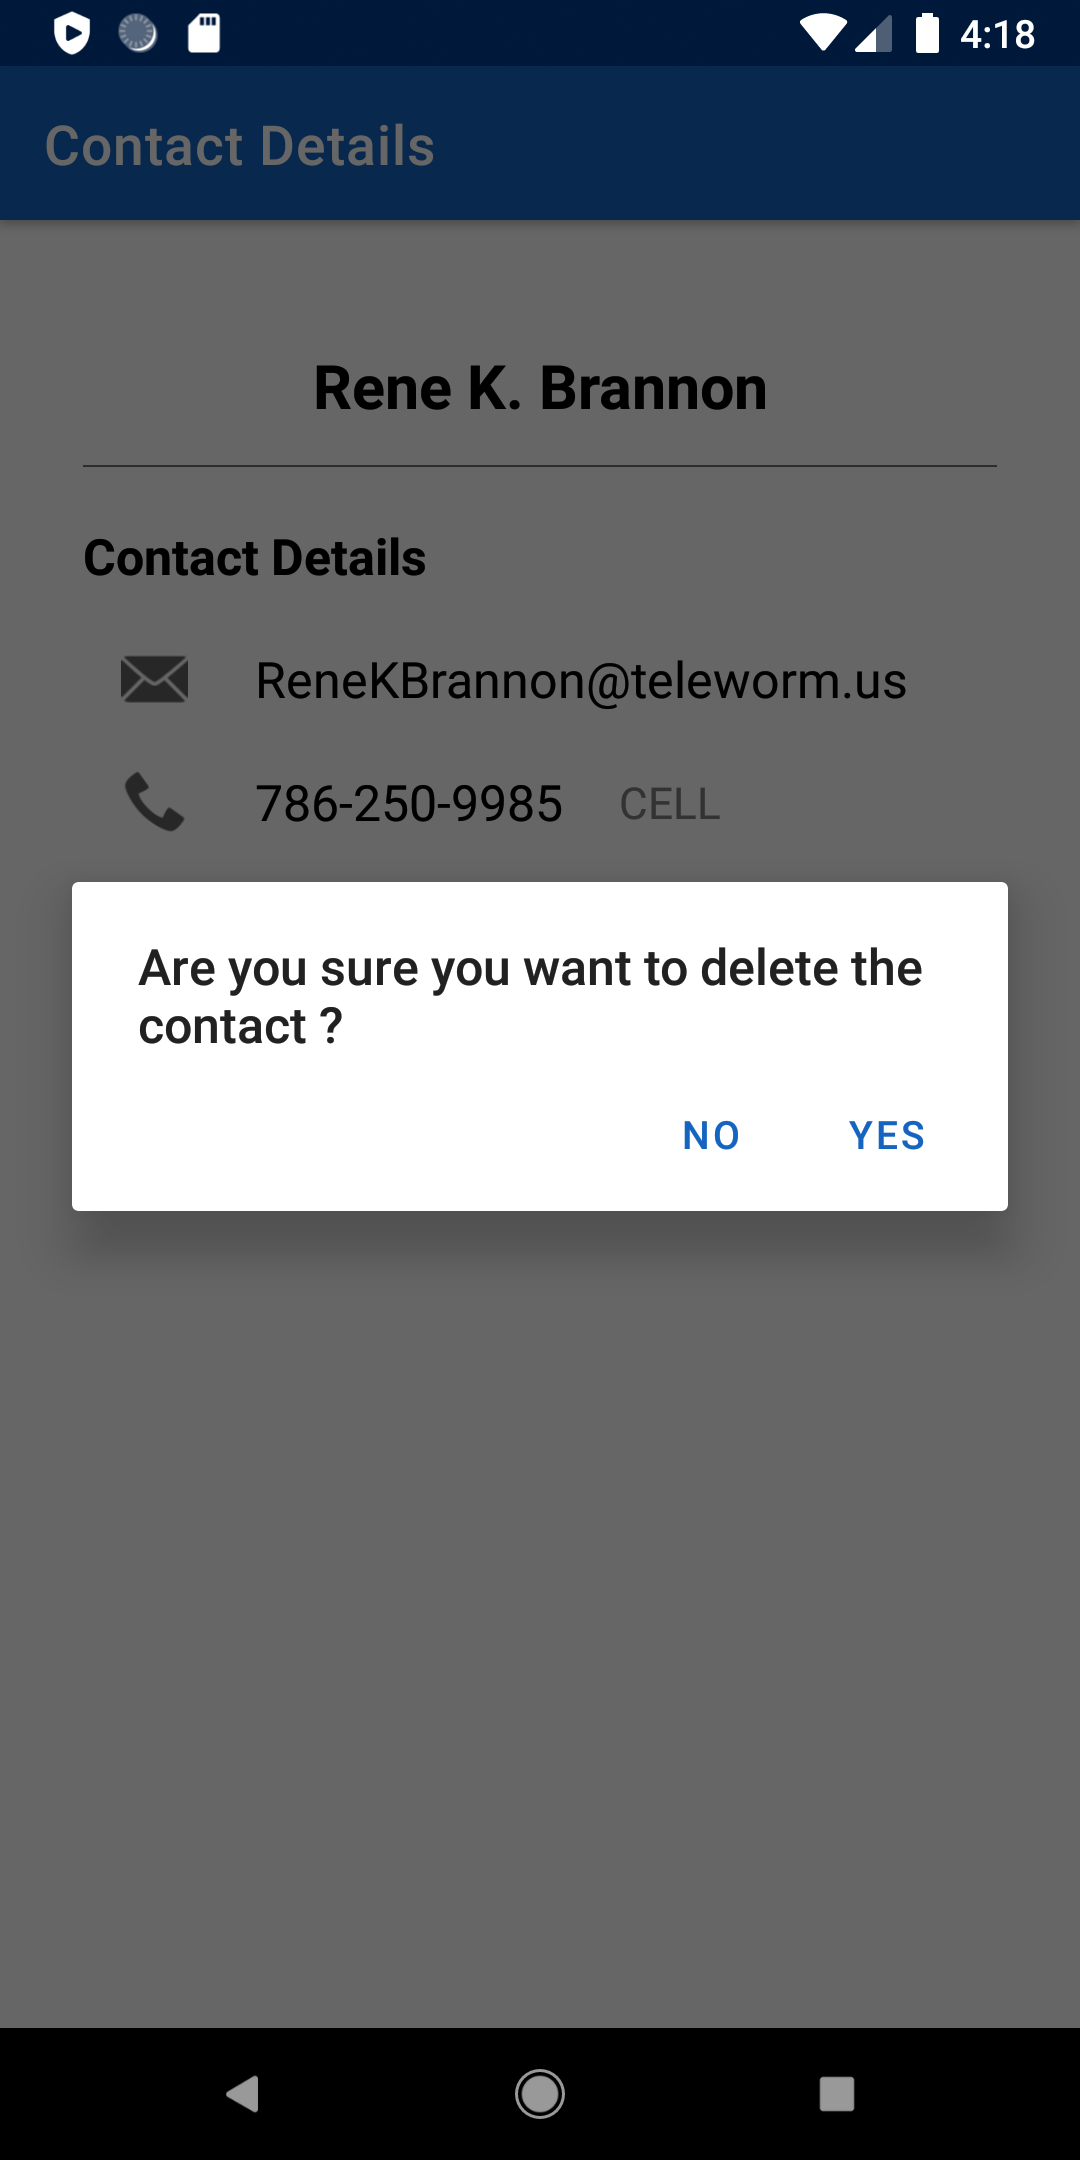 4:18
Contact Details
Rene K. Brannon
Contact Details
ReneKBrannon@teleworm.us
786-250-9985 CELL
Are you sure you want to delete the
contact ?
NO YES